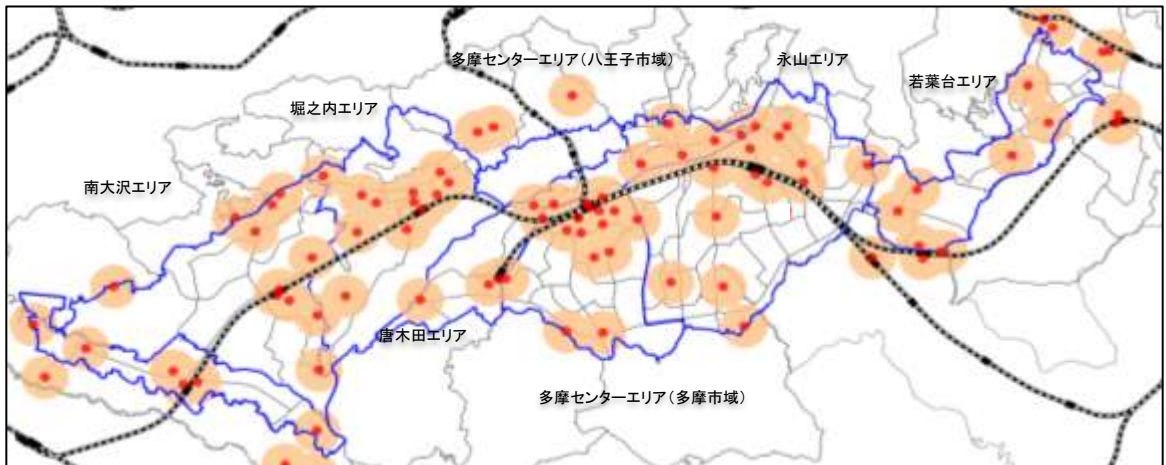 多摩センターエリア(八王子市域)
永山エリア
若葉台エリア
堀之内エリア
南大沢エリア
唐木田エリア
多摩センターエリア(多摩市域)